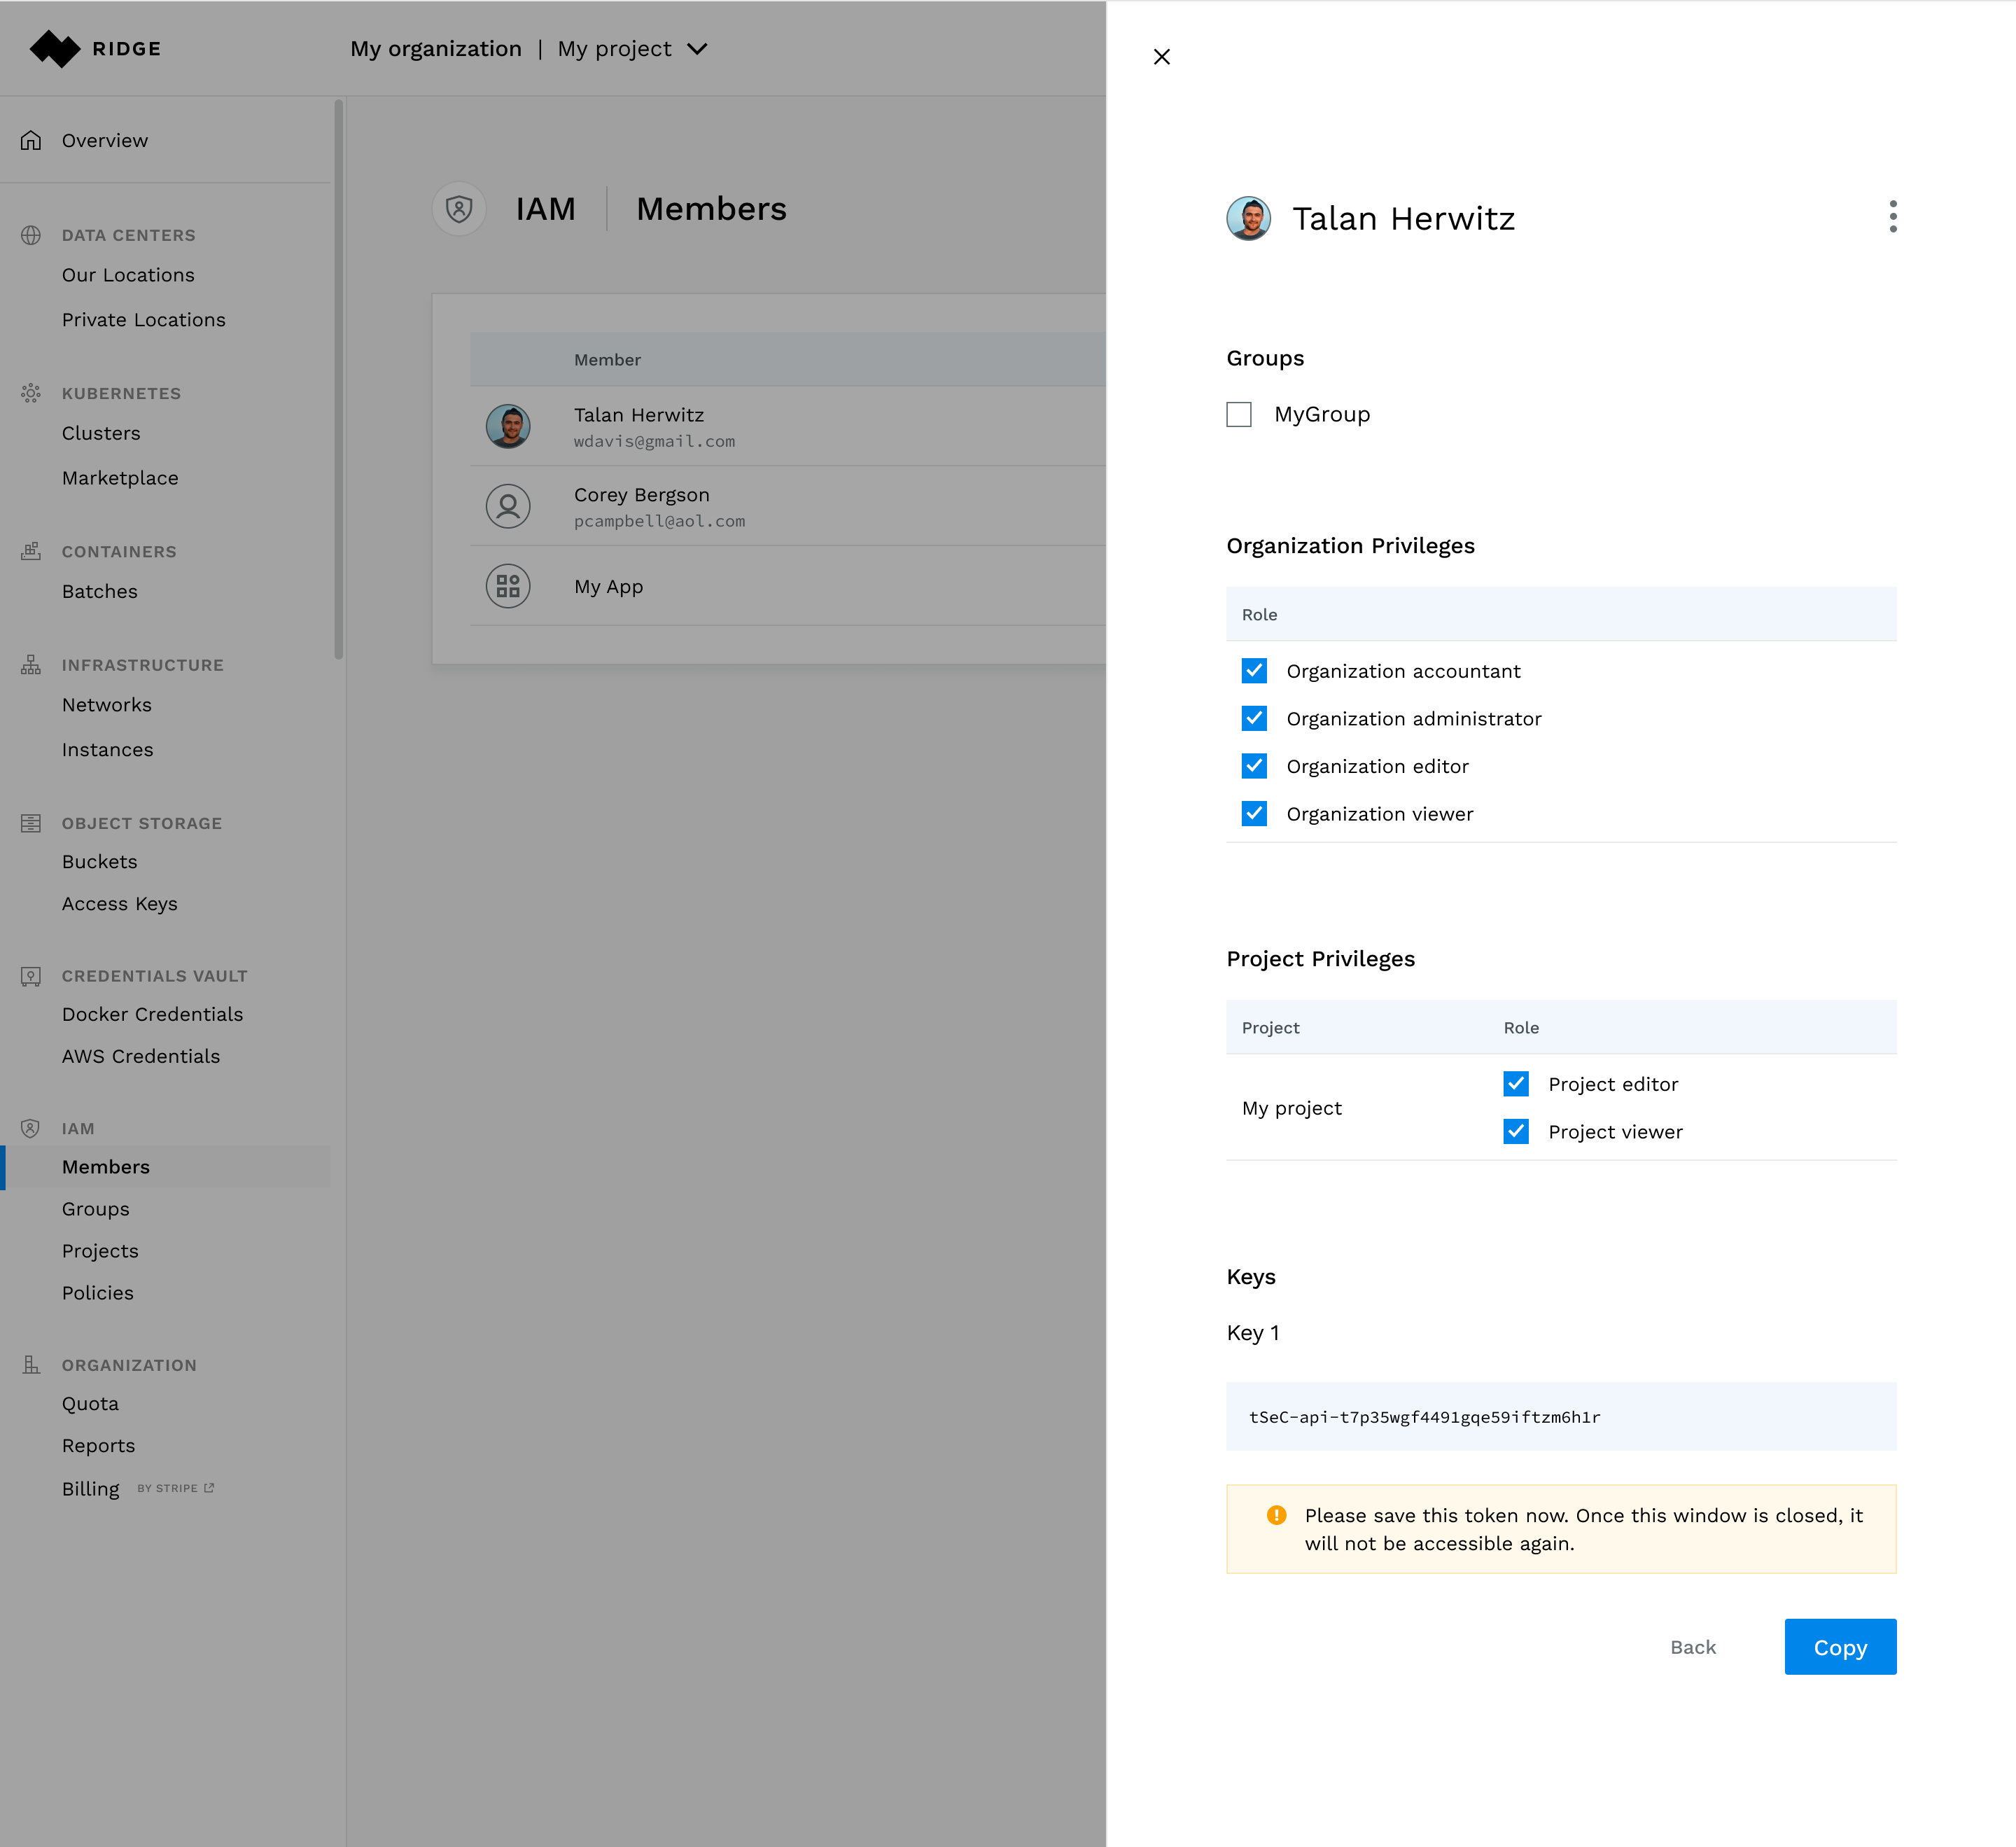 RIDGE
My organization | My project
Overview
DATA CENTERS
Our Locations
Private Locations
KUBERNETES
Clusters
Marketplace
CONTAINERS
Batches
INFRASTRUCTURE
Networks
Instances
OBJECT STORAGE
Buckets
Access Keys
CREDENTIALS VAULT
Docker Credentials
AWS Credentials
IAM
Members
Groups
Projects
Policies
ORGANIZATION
Quota
Reports
Billing BY STRIPE
IAM | Members
Member
Talan Herwitz
wdavis@gmail.com
Corey Bergson
pcampbell@aol.com
My App
Talan Herwitz
Groups
MyGroup
Organization Privileges
Role
Organization accountant
Organization administrator
Organization editor
Organization viewer
Project Privileges
Project Role
My project
Project editor
Project viewer
Keys
Key 1
tSeC-api-t7p35wgf4491gqe59iftzm6h1r
Please save this token now. Once this window is closed, it
will not be accessible again.
Back Copy